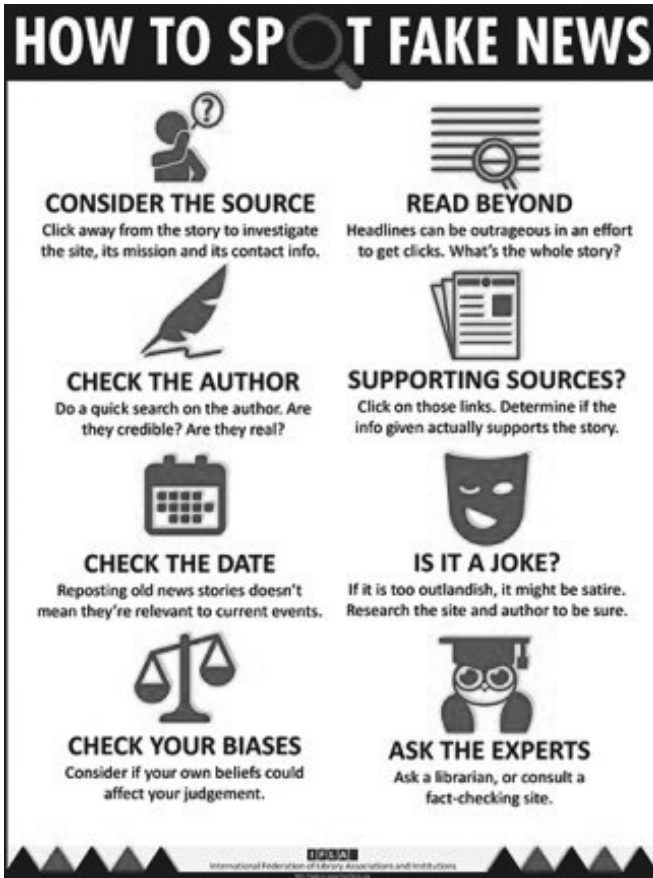 HOW TO SPOT FAKE NEWS
?
CONSIDER THE SOURCE
Click away from the story to investigate
the site, its mission and its contact info.
READ BEYOND
Headlines can be outrageous in an effort
to get clicks. What's the whole story?
CHECK THE AUTHOR
Do a quick search on the author. Are
they credible? Are they real?
SUPPORTING SOURCES?
Click on those links. Determine if the
info given actually supports the story.
CHECK THE DATE
Reposting old news stories doesn't
mean they're relevant to current events.
IS IT A JOKE?
If it is too outlandish, it might be satire.
Research the site and author to be sure.
CHECK YOUR BIASES
Consider if your own beliefs could
affect your judgement.
ASK THE EXPERTS
Ask a librarian, or consult a
fact-checking site.
IFLA
International Federation of Library Associations and Institutions